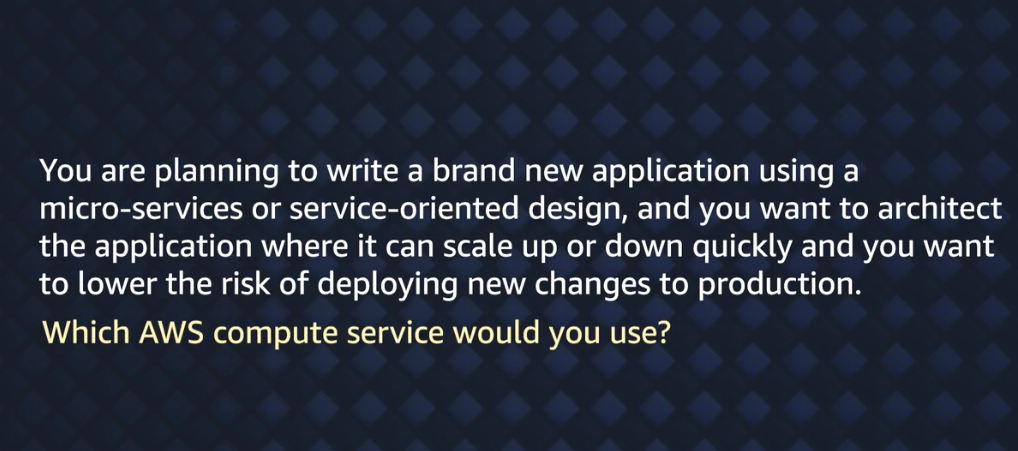 You are planning to write a brand new application using a
micro-services or service-oriented design, and you want to architect
the application where it can scale up or down quickly and you want
to lower the risk of deploying new changes to production.
Which AWS compute service would you use?